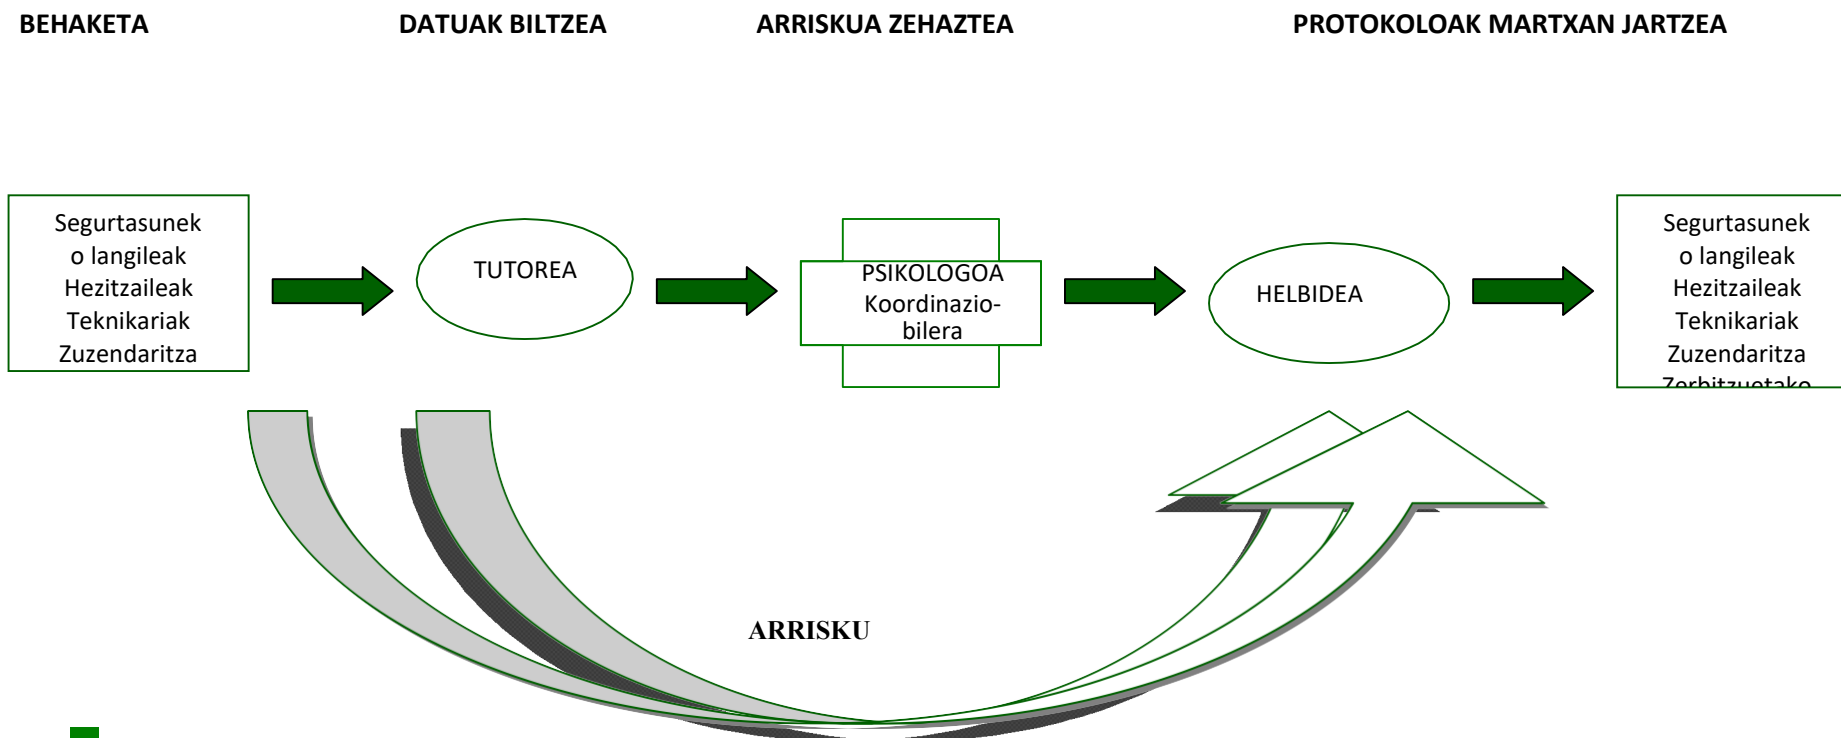 BEHAKETA
DATUAK BILTZEA
ARRISKUA ZEHAZTEA
PROTOKOLOAK MARTXAN JARTZEA
Segurtasunek
o langileak
Hezitzaileak
Teknikariak
Zuzendaritza
TUTOREA
PSIKOLOGOA
Koordinazio-
bilera
HELBIDEA
Segurtasunek
o langileak
Hezitzaileak
Teknikariak
Zuzendaritza
Zerbitzuetako
ARRISKU